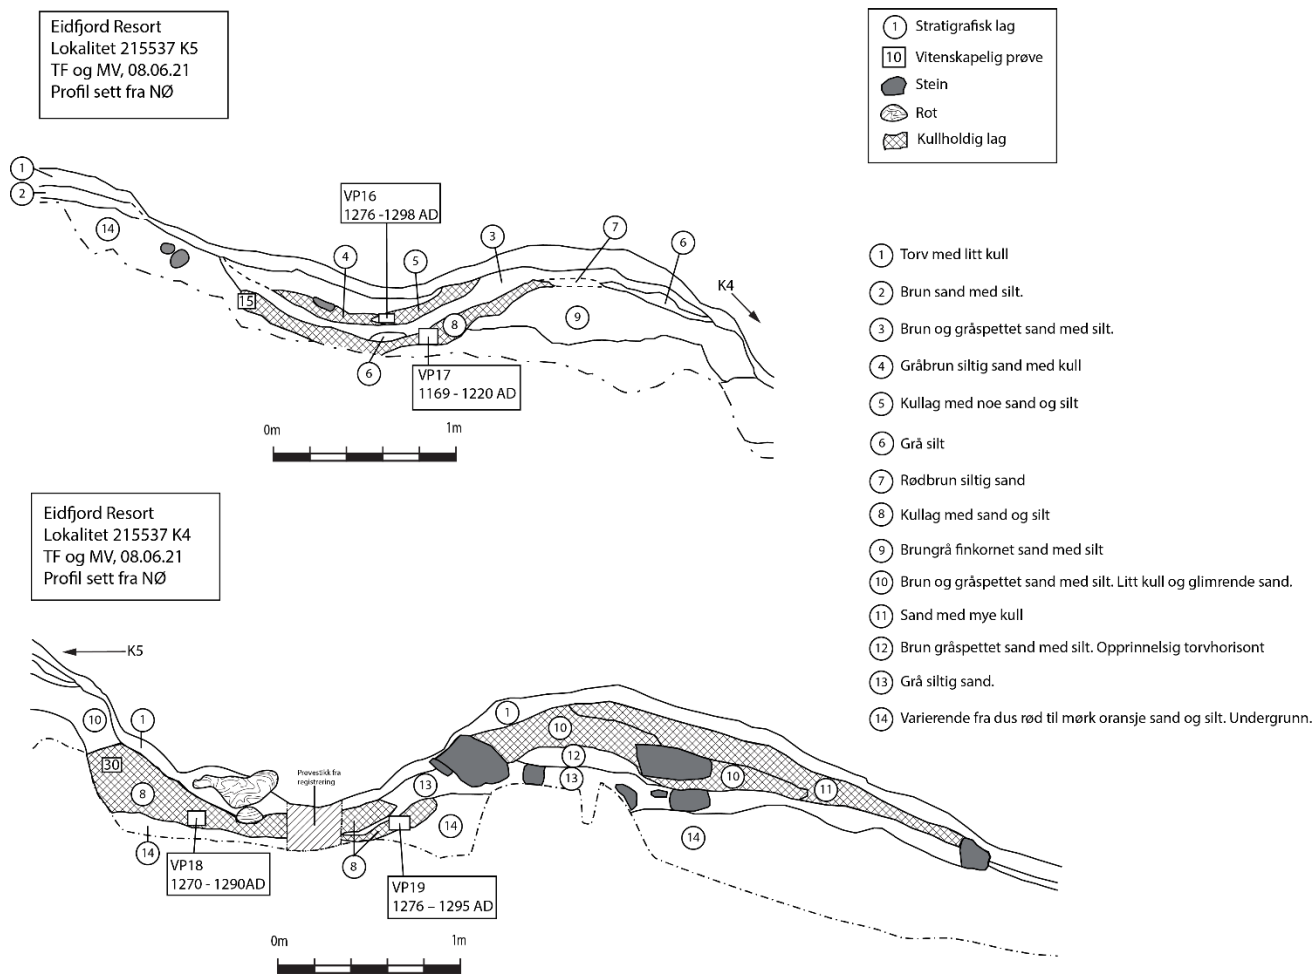 Eidfjord Resort
Lokalitet 215537 K5
TF og MV, 08.06.21
Profil sett fra NØ
1 Stratigrafisk lag
10 Vitenskapelig prøve
Stein
Rot
Kullholdig lag
1
2
14
VP16
1276 -1298 AD
4
5
3
7
6
K4
15
8
9
6
VP17
1169 - 1220 AD
0m 1m
1 Torv med litt kull
2 Brun sand med silt.
3 Brun og gråspettet sand med silt.
4 Gråbrun siltig sand med kull
5 Kullag med noe sand og silt
6 Grå silt
7 Rødbrun siltig sand
8 Kullag med sand og silt
9 Brungrå finkornet sand med silt
10 Brun og gråspettet sand med silt. Litt kull og glimrende sand.
11 Sand med mye kull
12 Brun gråspettet sand med silt. Opprinnelsig torvhorisont
13 Grå siltig sand.
14 Varierende fra dus rød til mørk oransje sand og silt. Undergrunn.
Eidfjord Resort
Lokalitet 215537 K4
TF og MV, 08.06.21
Profil sett fra NØ
K5
10
1
30
8
14
Prøvestikk fra
registrering
1
10
12
13
13
10
11
14
14
8
VP18
1270 - 1290AD
VP19
1276 – 1295 AD
0m 1m